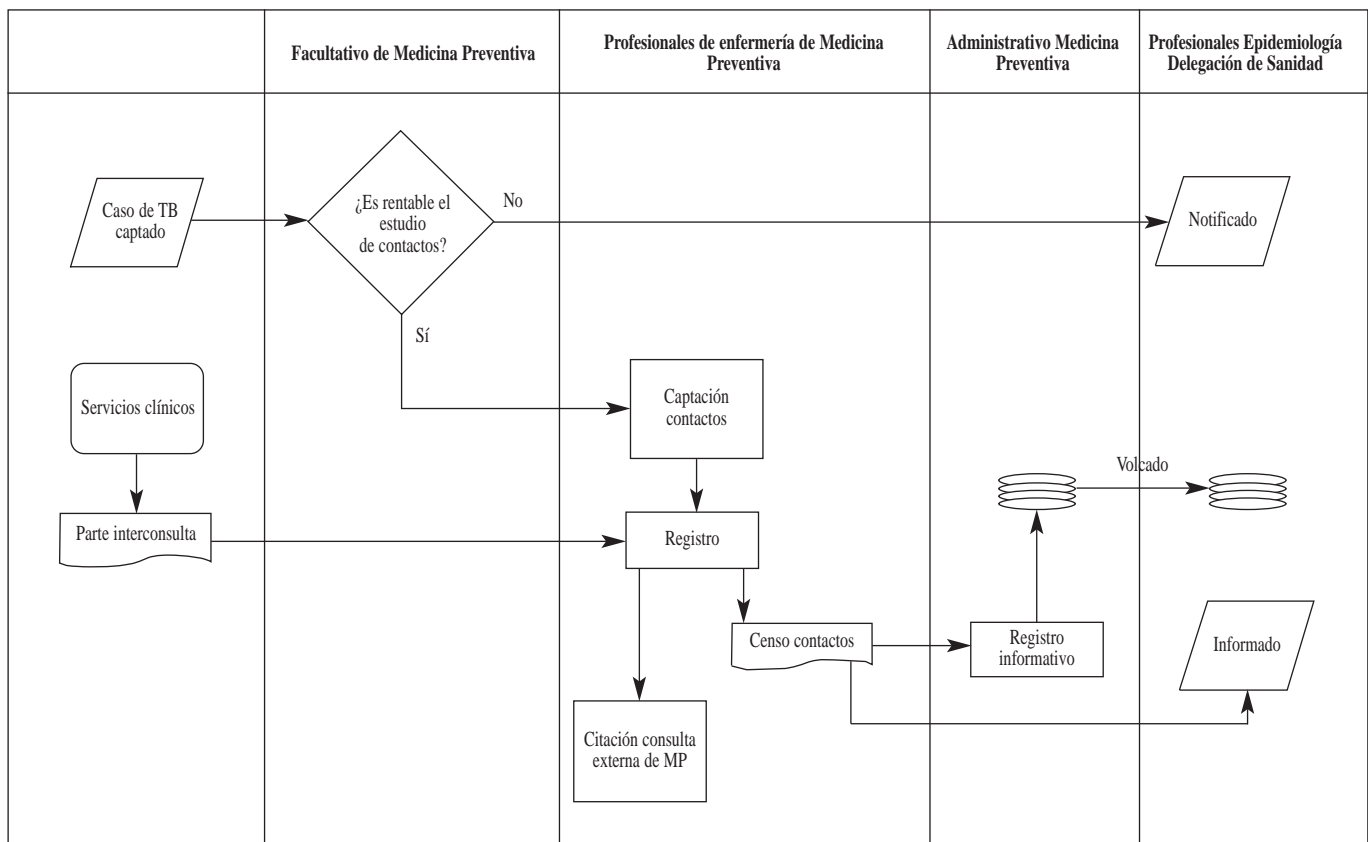 Facultativo de Medicina Preventiva
Profesionales de enfermería de Medicina
Preventiva
Administrativo Medicina
Preventiva
Profesionales Epidemiología
Delegación de Sanidad
Caso de TB
captado
¿Es rentable el
estudio
de contactos?
No
Notificado
Sí
Servicios clínicos
Captación
contactos
Volcado
Parte interconsulta
Registro
Censo contactos
Registro
informativo
Informado
Citación consulta
externa de MP